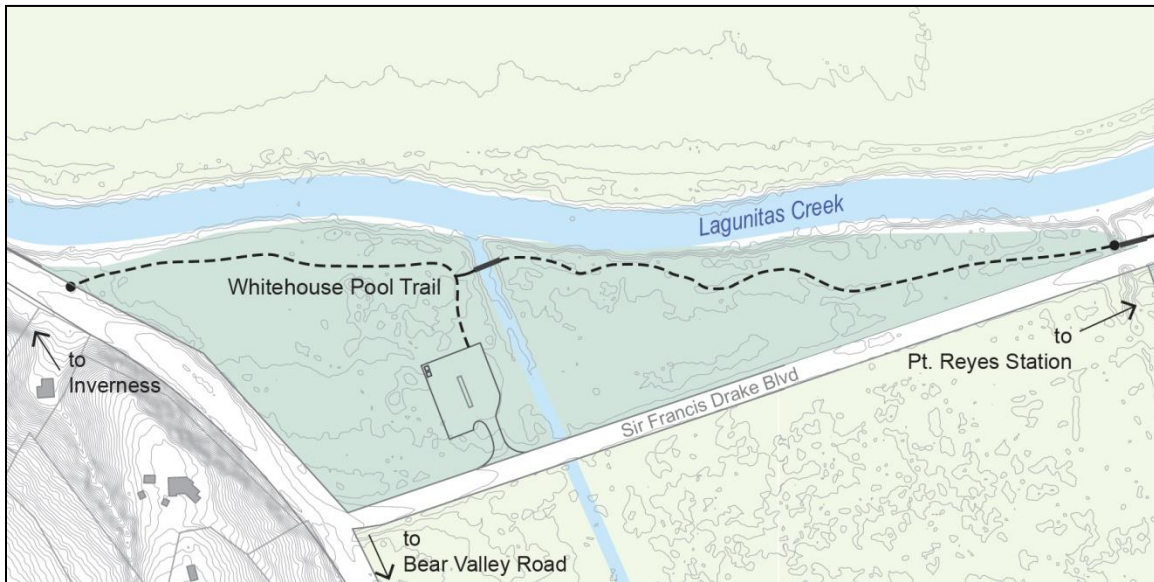 Lagunitas Creek
Whitehouse Pool Trail
to
Inverness
to
Pt. Reyes Station
Sir Francis Drake Blvd
to
Bear Valley Road